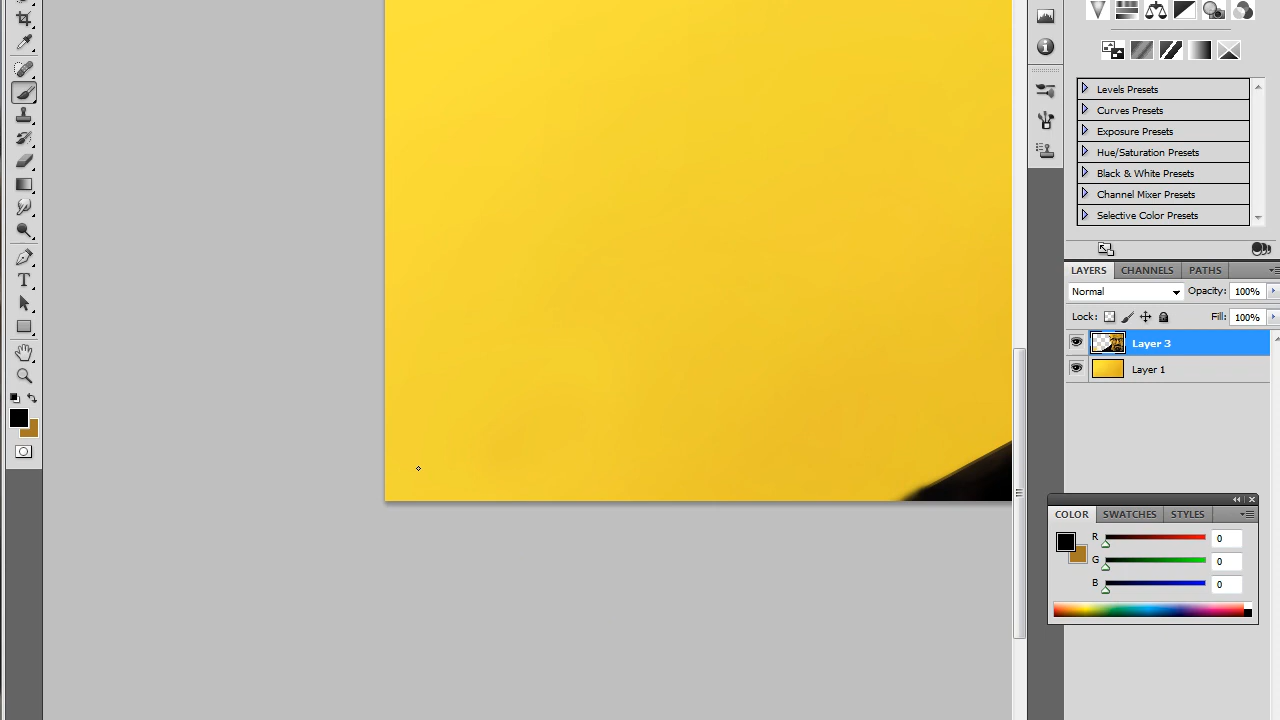 Levels Presets
Curves Presets
Exposure Presets
Hue/Saturation Presets
Black & White Presets
Channel Mixer Presets
Selective Color Presets
LAYERS CHANNELS PATHS
Normal Opacity: 100%
Lock: Fill: 100%
Layer 3
Layer 1
COLOR SWATCHES STYLES
R 0
G 0
B 0
T